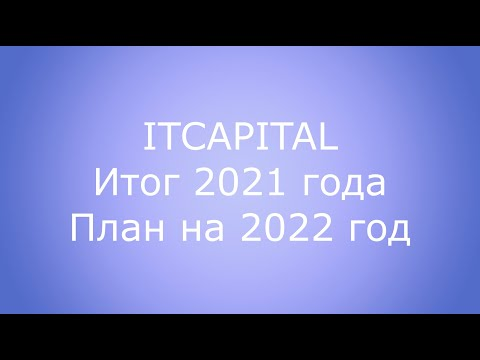 ITCAPITAL
Итог 2021 года
План на 2022 год